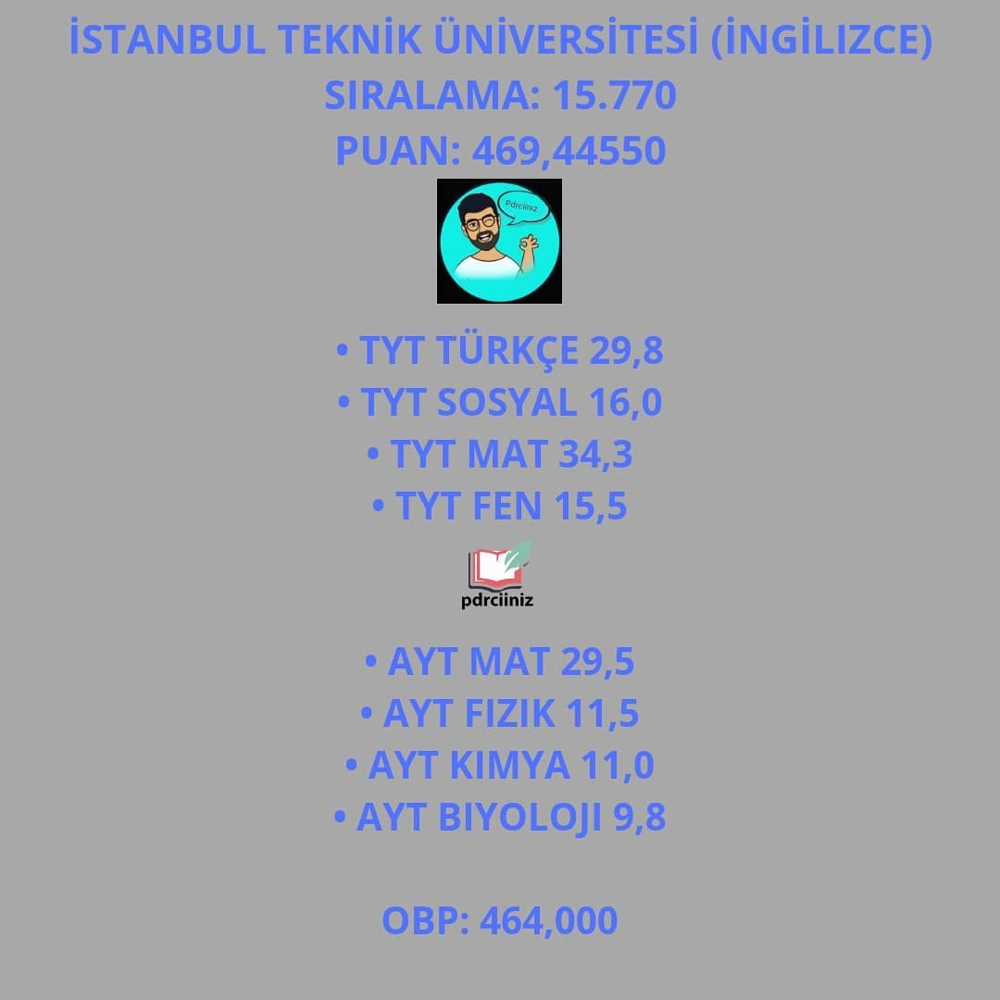 İSTANBUL TEKNİK ÜNİVERSİTESİ (İNGİLIZCE)
SIRALAMA: 15.770
PUAN: 469,44550
Pdrciiniz
• TYT TÜRKÇE 29,8
• TYT SOSYAL 16,0
• TYT MAT 34,3
• TYT FEN 15,5
pdrciiniz
• AYT MAT 29,5
• AYT FIZIK 11,5
• AYT KIMYA 11,0
• AYT BIYOLOJI 9,8
OBP: 464,000